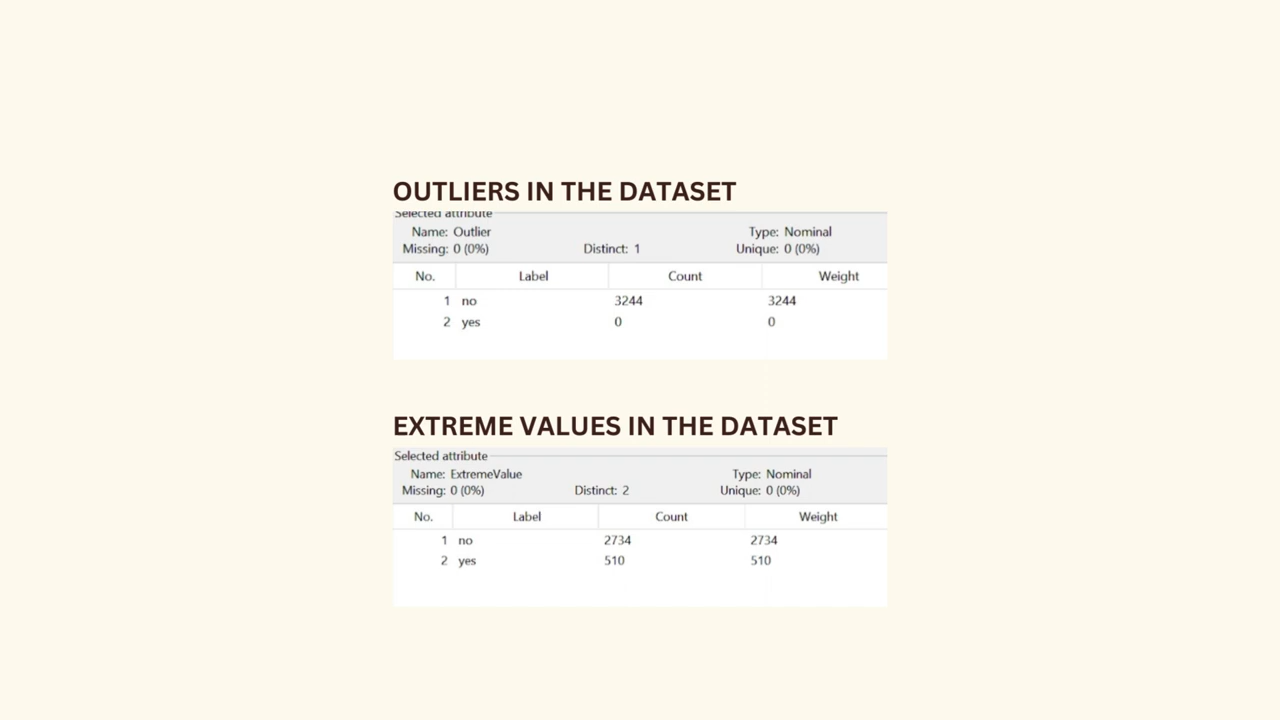 OUTLIERS IN THE DATASET
Selected attribute
Name: Outlier Type: Nominal
Missing: 0 (0%) Distinct: 1 Unique: 0 (0%)
No. Label Count Weight
1 no 3244 3244
2 yes 0 0
EXTREME VALUES IN THE DATASET
Selected attribute
Name: ExtremeValue Type: Nominal
Missing: 0 (0%) Distinct: 2 Unique: 0 (0%)
No. Label Count Weight
1 no 2734 2734
2 yes 510 510